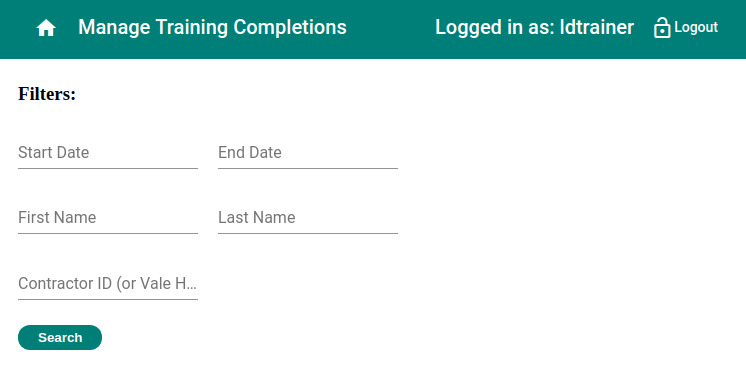 Manage Training Completions Logged in as: ldtrainer Logout
Filters:
Start Date End Date
First Name Last Name
Contractor ID (or Vale H...
Search